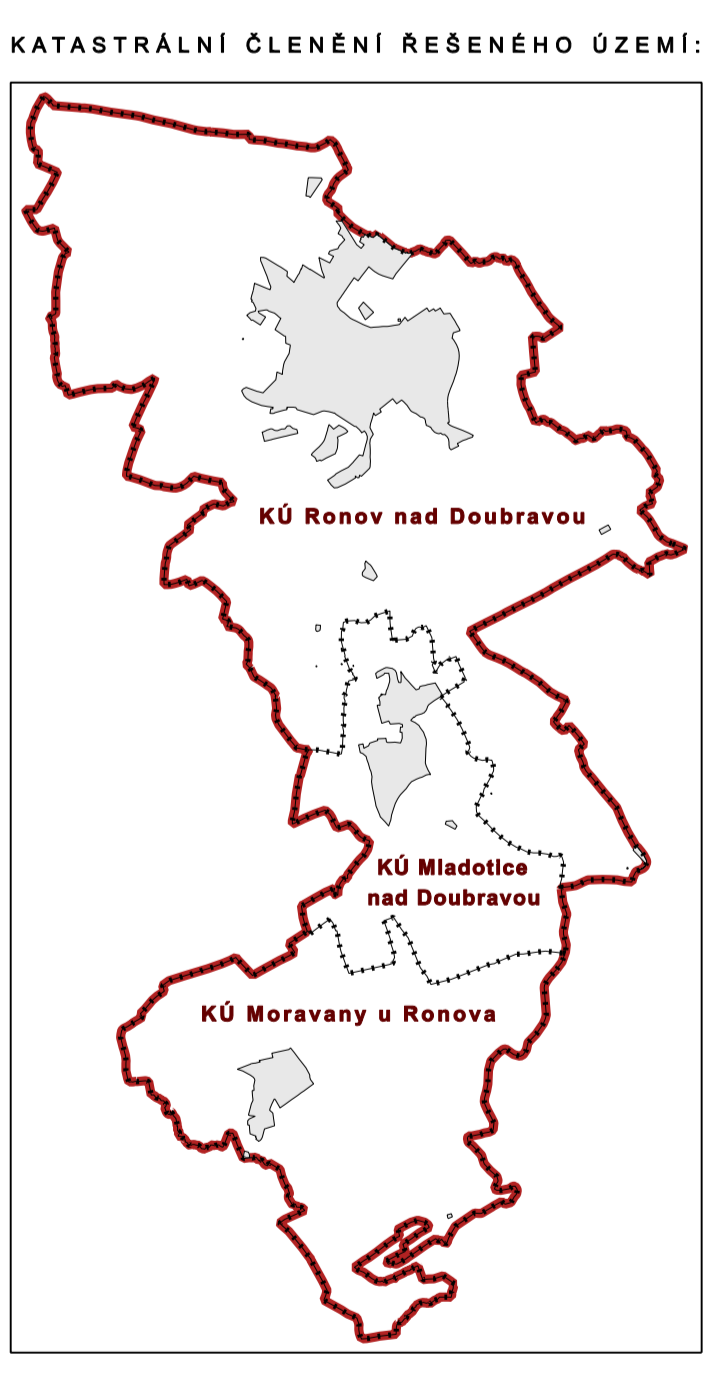 KATASTRÁLNÍ ČLENĚNÍ ŘEŠENÉHO ÚZEMÍ:
KÚ Ronov nad Doubravou
KÚ Mladotice
nad Doubravou
KÚ Moravany u Ronova